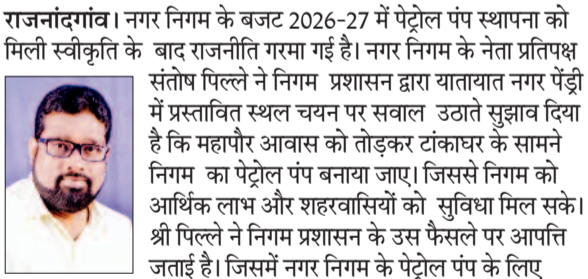 राजनांदगांव। नगर निगम के बजट 2026-27 में पेट्रोल पंप स्थापना को
मिली स्वीकृति के बाद राजनीति गरमा गई है। नगर निगम के नेता प्रतिपक्ष
संतोष पिल्ले ने निगम प्रशासन द्वारा यातायात नगर पेंड्री
में प्रस्तावित स्थल चयन पर सवाल उठाते सुझाव दिया
है कि महापौर आवास को तोड़कर टांकाघर के सामने
निगम का पेट्रोल पंप बनाया जाए। जिससे निगम को
आर्थिक लाभ और शहरवासियों को सुविधा मिल सके।
श्री पिल्ले ने निगम प्रशासन के उस फैसले पर आपत्ति
जताई है। जिसमें नगर निगम के पेट्रोल पंप के लिए